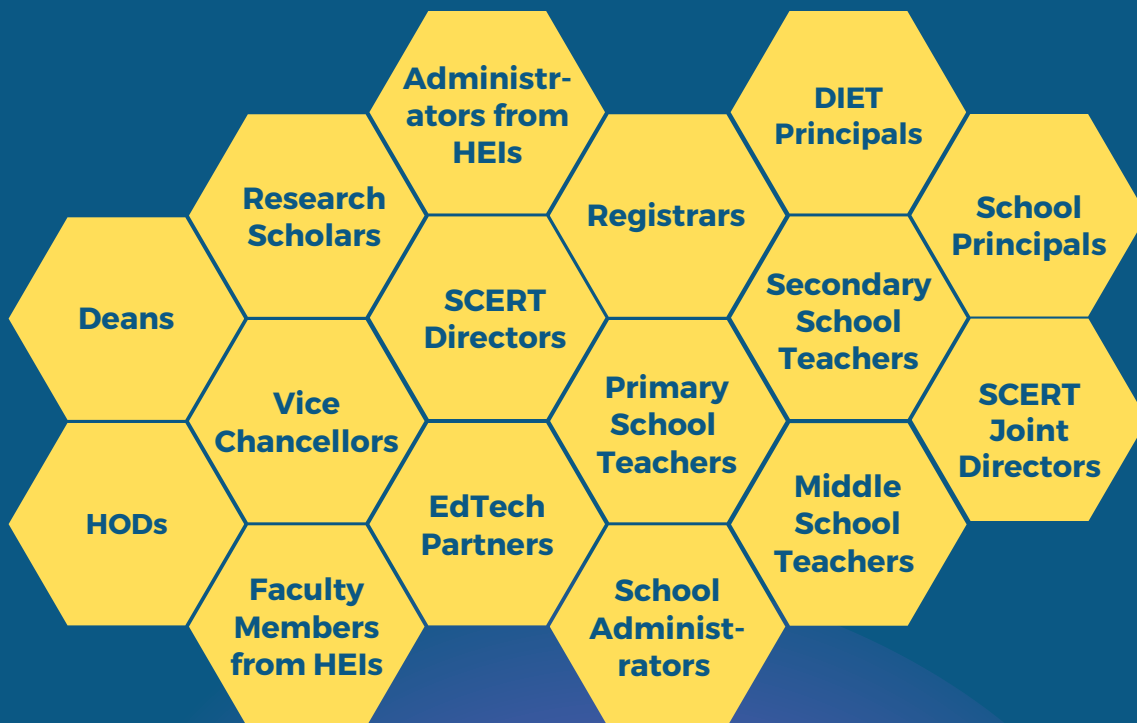 Administr-
ators from
HEIs
DIET
Principals
Research
Scholars
Registrars
School
Principals
Deans
SCERT
Directors
Secondary
School
Teachers
Vice
Chancellors
Primary
School
Teachers
SCERT
Joint
Directors
HODs
EdTech
Partners
Middle
School
Teachers
Faculty
Members
from HEIs
School
Administ-
rators